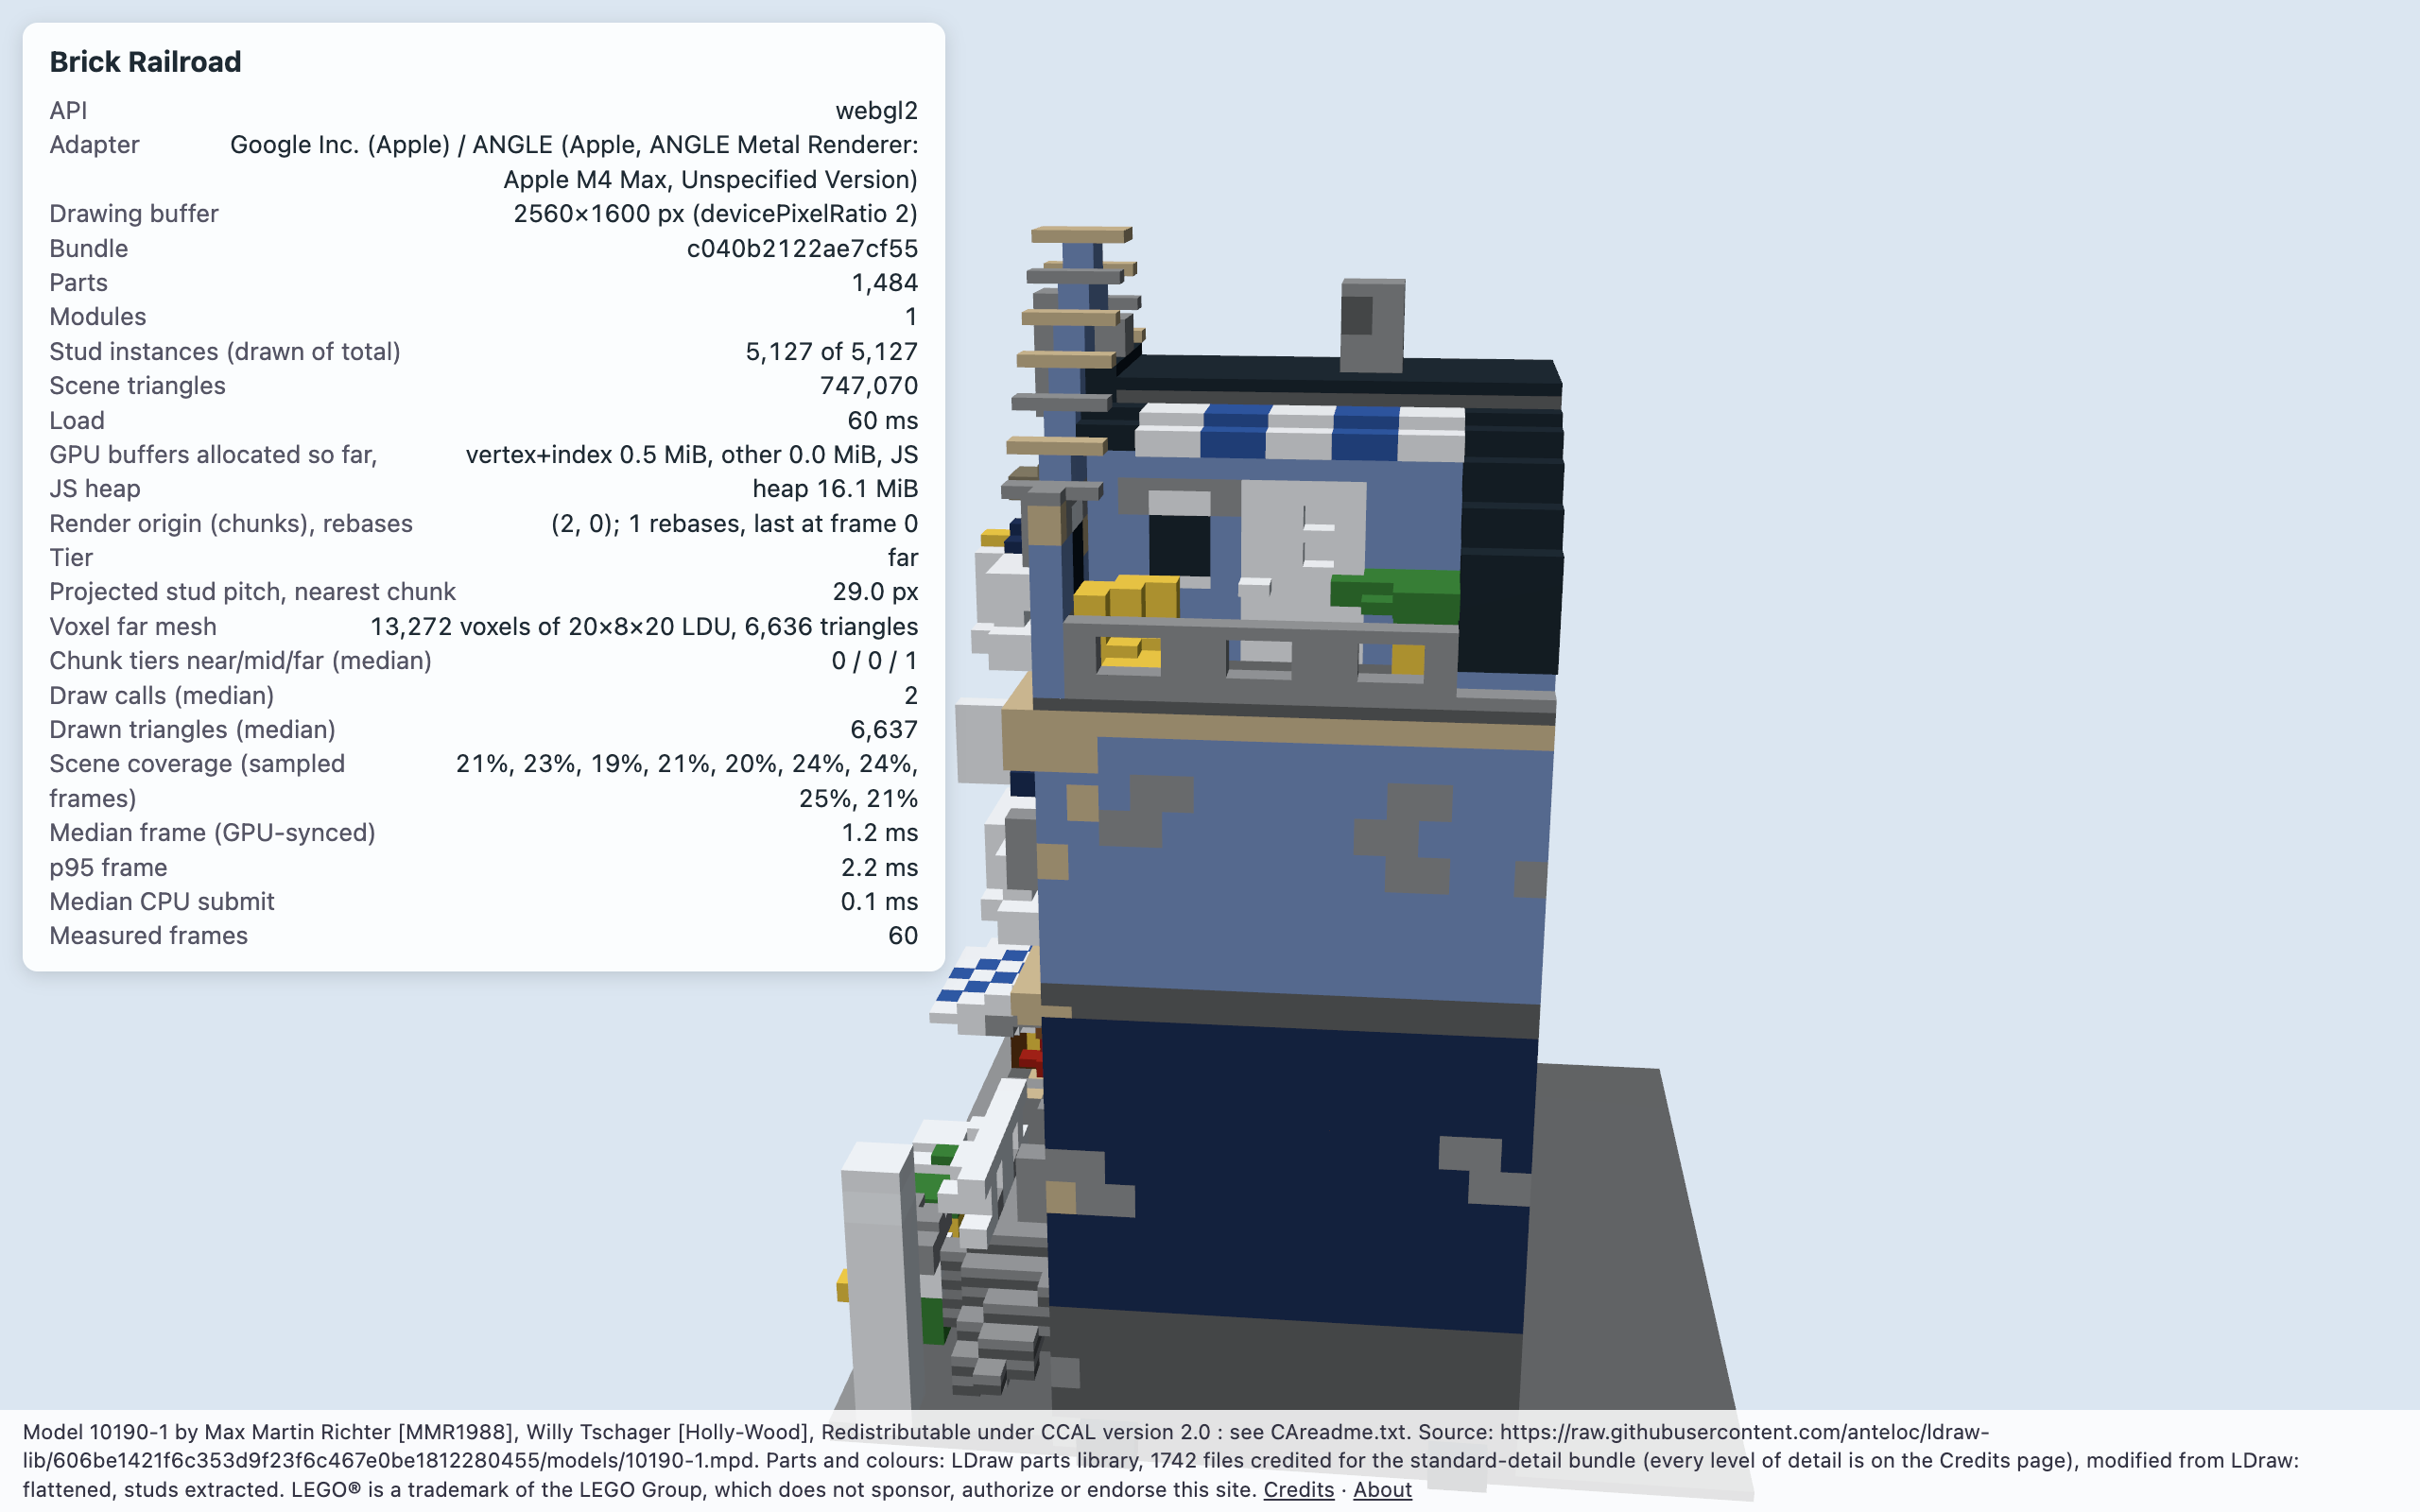 Brick Railroad
API webgl2
Adapter Google Inc. (Apple) / ANGLE (Apple, ANGLE Metal Renderer:
Apple M4 Max, Unspecified Version)
Drawing buffer 2560×1600 px (devicePixelRatio 2)
Bundle c040b2122ae7cf55
Parts 1,484
Modules 1
Stud instances (drawn of total) 5,127 of 5,127
Scene triangles 747,070
Load 60 ms
GPU buffers allocated so far, vertex+index 0.5 MiB, other 0.0 MiB, JS
JS heap heap 16.1 MiB
Render origin (chunks), rebases (2, 0); 1 rebases, last at frame 0
Tier far
Projected stud pitch, nearest chunk 29.0 px
Voxel far mesh 13,272 voxels of 20×8×20 LDU, 6,636 triangles
Chunk tiers near/mid/far (median) 0 / 0 / 1
Draw calls (median) 2
Drawn triangles (median) 6,637
Scene coverage (sampled 21%, 23%, 19%, 21%, 20%, 24%, 24%,
frames) 25%, 21%
Median frame (GPU-synced) 1.2 ms
p95 frame 2.2 ms
Median CPU submit 0.1 ms
Measured frames 60
Model 10190-1 by Max Martin Richter [MMR1988], Willy Tschager [Holly-Wood], Redistributable under CCAL version 2.0 : see CAreadme.txt. Source: https://raw.githubusercontent.com/anteloc/ldraw-
lib/606be1421f6c353d9f23f6c467e0be1812280455/models/10190-1.mpd. Parts and colours: LDraw parts library, 1742 files credited for the standard-detail bundle (every level of detail is on the Credits page), modified from LDraw:
flattened, studs extracted. LEGO® is a trademark of the LEGO Group, which does not sponsor, authorize or endorse this site. Credits · About